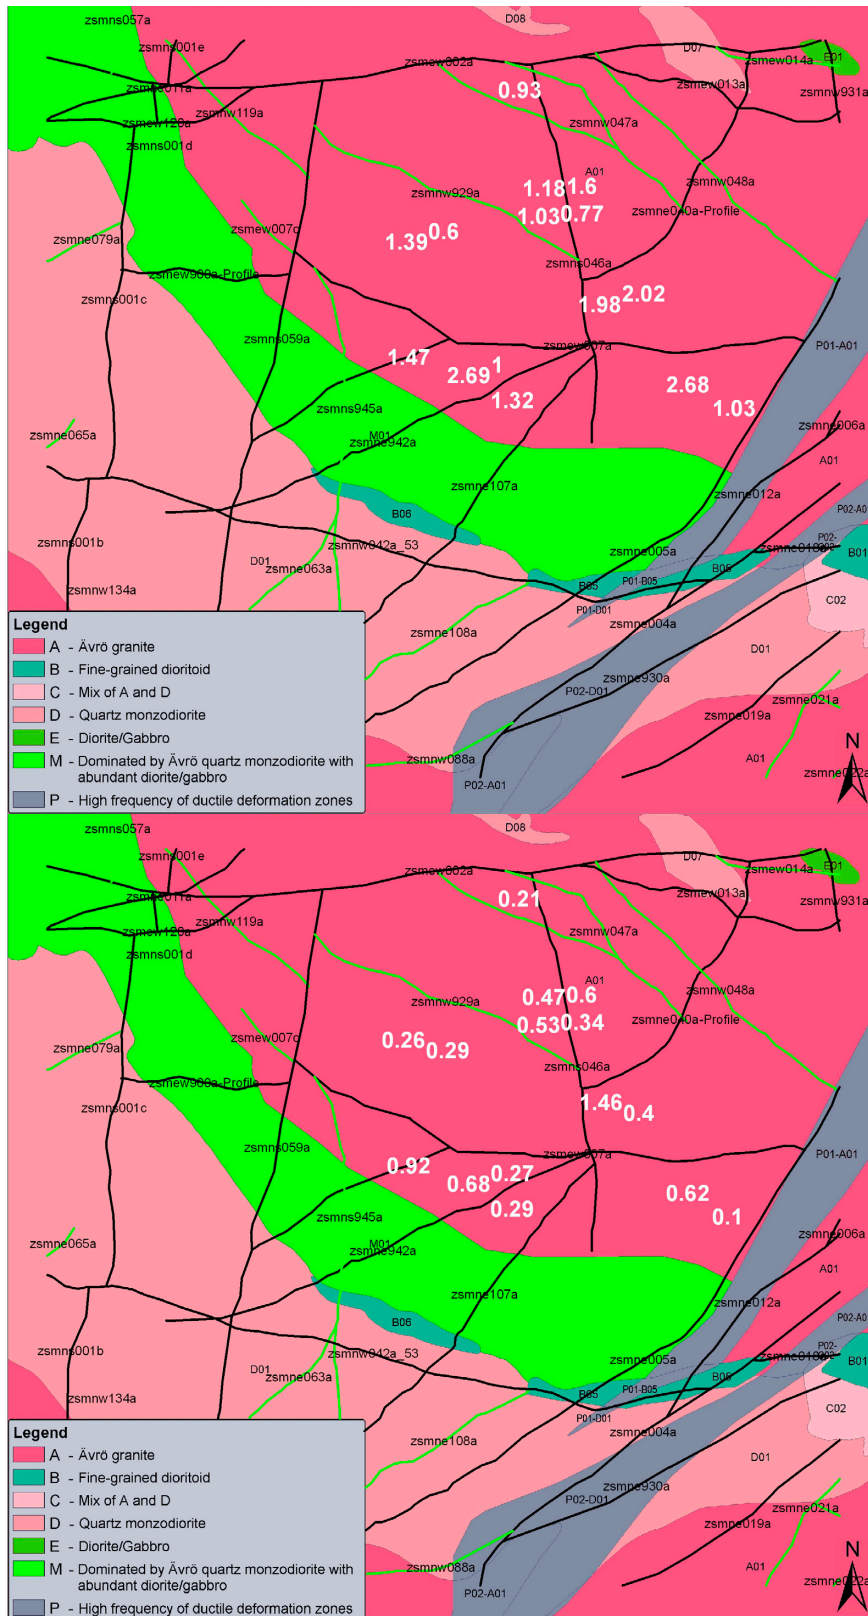 zsmns057a
D08
zsmns001e
D07
zsmew002a
zsmew014a
E01
zsmne011a
0.93
zsmew013a
zsmnw931a
zsmnw119a
zsmew120a
zsmnw047a
zsmns001d
A01
zsmnw048a
zsmnw929a
1.18 1.6
zsmne040a-Profile
zsmew007c
1.03 0.77
zsmne079a
1.39 0.6
zsmns046a
zsmew900a-Profile
zsmns001c
1.98 2.02
zsmns059a
zsmew007a
P01-A01
1.47
2.69 1
2.68
1.32
1.03
zsmns945a
zsmne006a
zsmne065a
M01
zsmne942a
A01
zsmne107a
zsmne012a
B06
P02-A0
zsmns001b
zsmnw042a_53
zsmne005a
P02-
B01
D01
zsmne063a
B05
P01-B05
B06
zsmnw134a
P01-D01
C02
zsmne004a
zsmne108a
D01
P02-D01
zsmne930a
zsmne021a
zsmne019a
zsmnw088a
A01
P02-A01
zsmne022a
N
Legend
A - Ävrö granite
B - Fine-grained dioritoid
C - Mix of A and D
D - Quartz monzodiorite
E - Diorite/Gabbro
M - Dominated by Ävrö quartz monzodiorite with
abundant diorite/gabbro
P - High frequency of ductile deformation zones
zsmns057a
D08
zsmns001e
D07
zsmew002a
zsmew014a
E01
zsmne011a
0.21
zsmew013a
zsmnw931a
zsmnw119a
zsmew120a
zsmnw047a
zsmns001d
A01
zsmnw048a
zsmnw929a
0.47 0.6
zsmne040a-Profile
zsmew007c
0.53 0.34
zsmne079a
0.26 0.29
zsmns046a
zsmew900a-Profile
zsmns001c
1.46 0.4
zsmns059a
zsmew007a
P01-A01
0.92
0.68 0.27
0.62
0.29
0.1
zsmns945a
zsmne006a
zsmne065a
M01
zsmne942a
A01
zsmne107a
zsmne012a
B06
P02-A0
zsmns001b
zsmnw042a_53
zsmne005a
P02-
B01
D01
zsmne063a
B05
P01-B05
B06
zsmnw134a
P01-D01
C02
zsmne004a
zsmne108a
D01
P02-D01
zsmne930a
zsmne021a
zsmne019a
zsmnw088a
A01
P02-A01
zsmne022a
N
Legend
A - Ävrö granite
B - Fine-grained dioritoid
C - Mix of A and D
D - Quartz monzodiorite
E - Diorite/Gabbro
M - Dominated by Ävrö quartz monzodiorite with
abundant diorite/gabbro
P - High frequency of ductile deformation zones